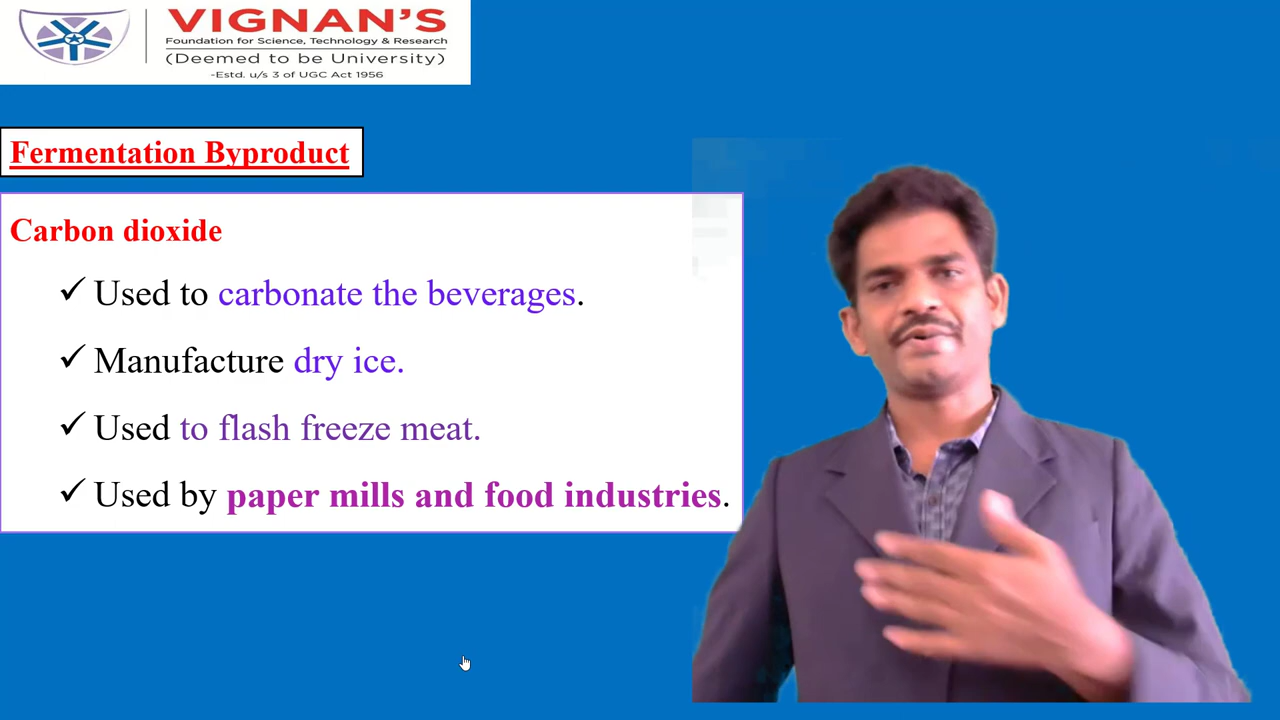 VIGNAN'S
Foundation for Science, Technology & Research
(Deemed to be University)
-Estd. u/s 3 of UGC Act 1956
Fermentation Byproduct
Carbon dioxide
✓ Used to carbonate the beverages.
✓ Manufacture dry ice.
✓ Used to flash freeze meat.
✓ Used by paper mills and food industries.